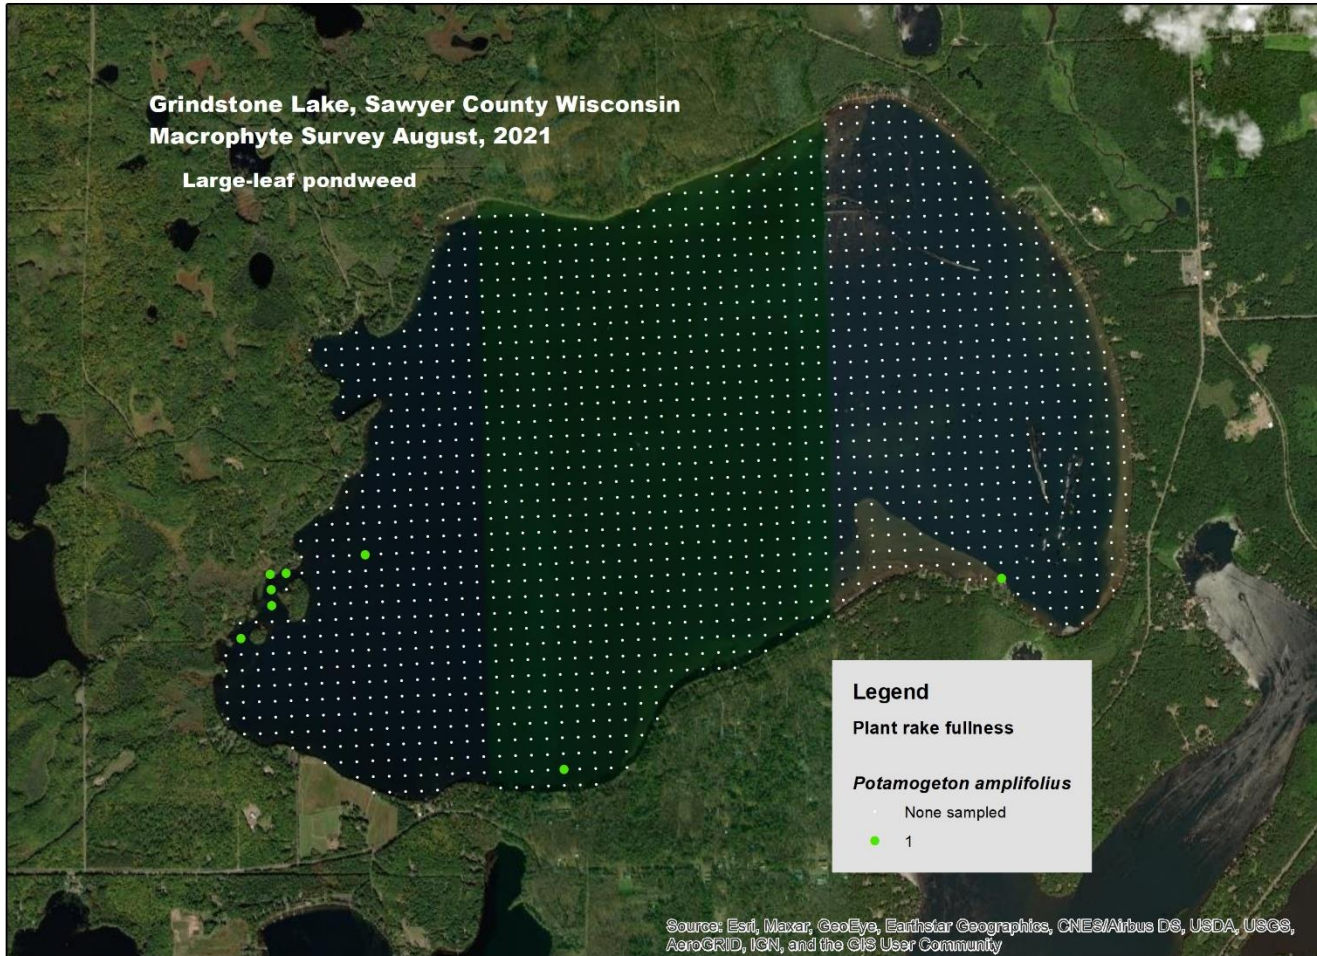 Grindstone Lake, Sawyer County Wisconsin
Macrophyte Survey August, 2021
Large-leaf pondweed
Legend
Plant rake fullness
Potamogeton amplifolius
None sampled
1
Source: Esri, Maxar, GeoEye, Earthstar Geographics, CNES/Airbus DS, USDA, USGS,
AeroGRID, IGN, and the GIS User Community